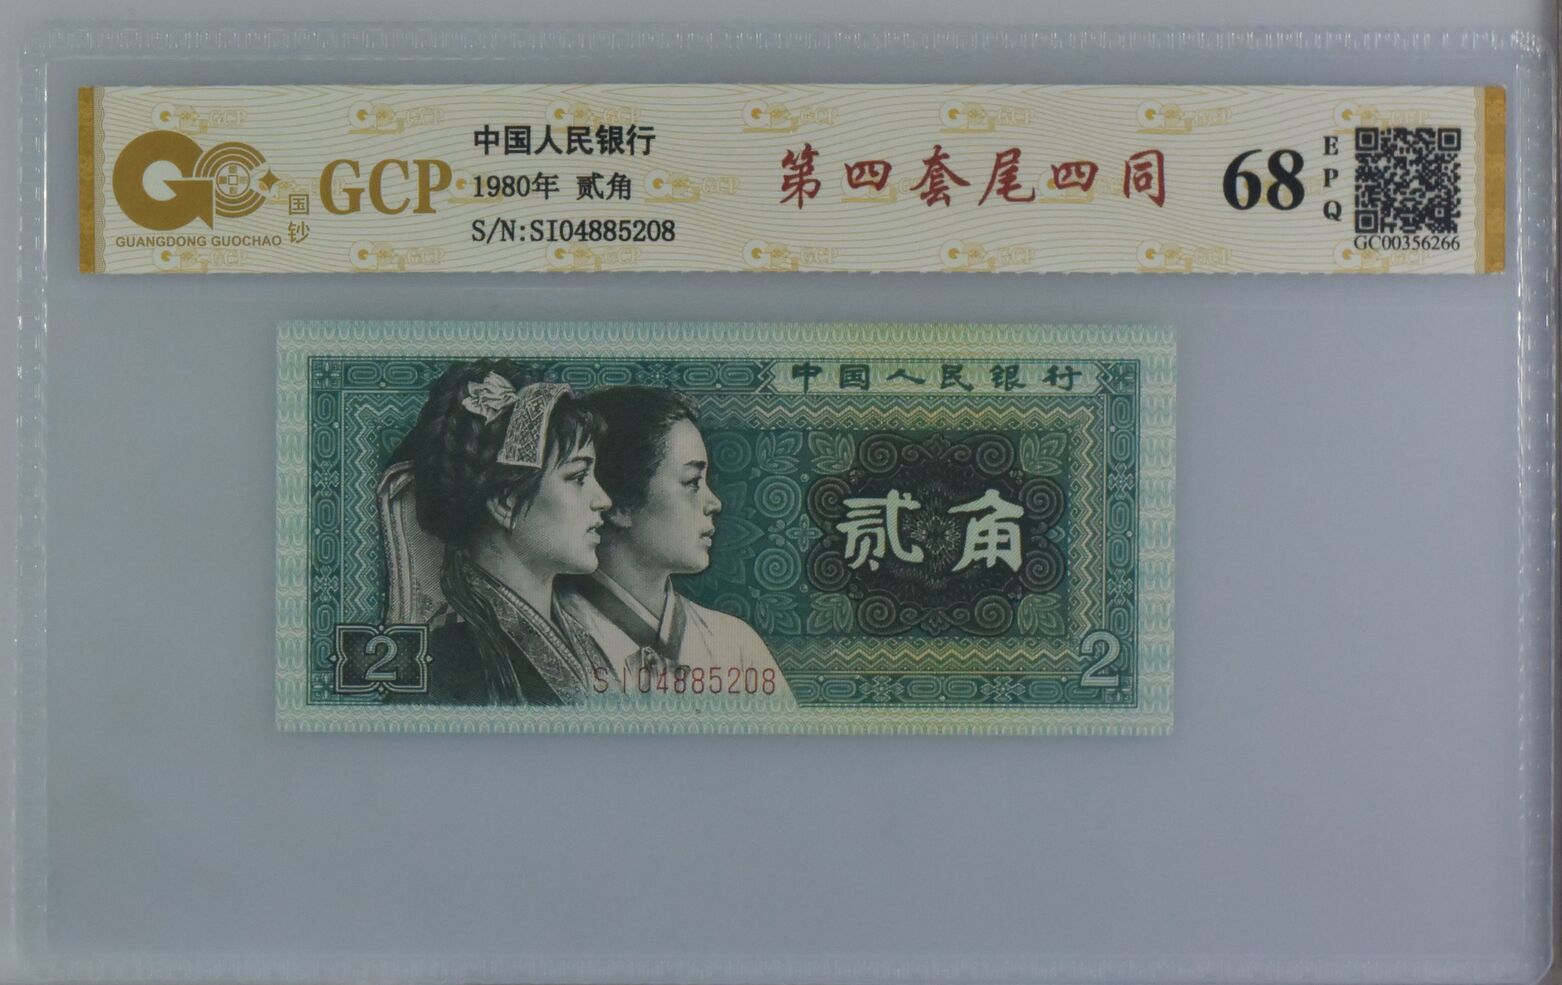 GCP
国钞
GUANGDONG GUOCHAO
中国人民银行
1980年 贰角
S/N:SI04885208
第四套尾四同
68
EPQ
GC00356266
中国人民银行
贰角
2
2
SI04885208